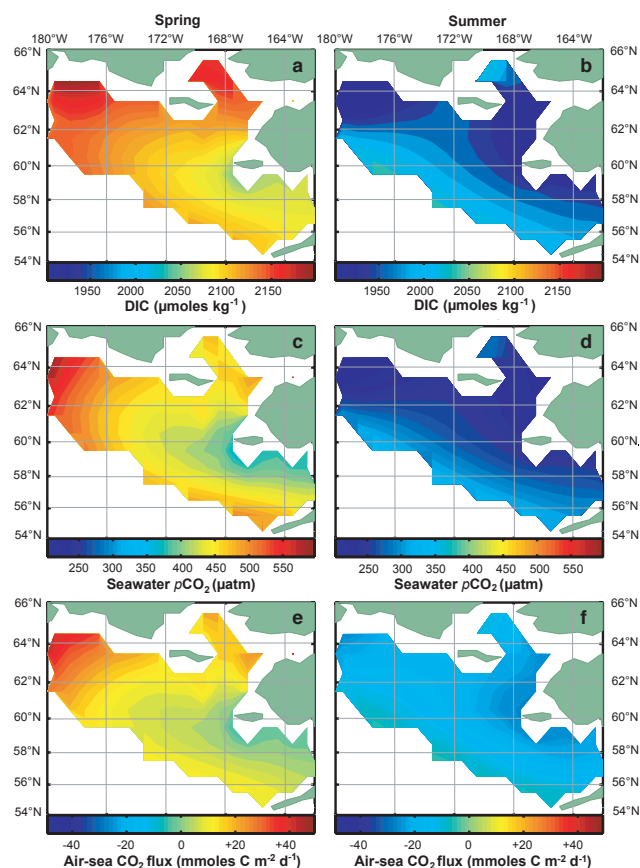 Spring Summer
180°W 176°W 172°W 168°W 164°W 180°W 176°W 172°W 168°W 164°W
66°N a b 66°N
64°N 64°N
62°N 62°N
60°N 60°N
58°N 58°N
56°N 56°N
54°N 54°N
1950 2000 2050 2100 2150 1950 2000 2050 2100 2150
DIC (µmoles kg-1) DIC (µmoles kg-1)
66°N c d 66°N
64°N 64°N
62°N 62°N
60°N 60°N
58°N 58°N
56°N 56°N
54°N 54°N
250 300 350 400 450 500 550 250 300 350 400 450 500 550
Seawater pCO2 (µatm) Seawater pCO2 (µatm)
66°N e f 66°N
64°N 64°N
62°N 62°N
60°N 60°N
58°N 58°N
56°N 56°N
54°N 54°N
-40 -20 0 +20 +40 -40 -20 0 +20 +40
Air-sea CO2 flux (mmoles C m-2 d-1) Air-sea CO2 flux (mmoles C m-2 d-1)